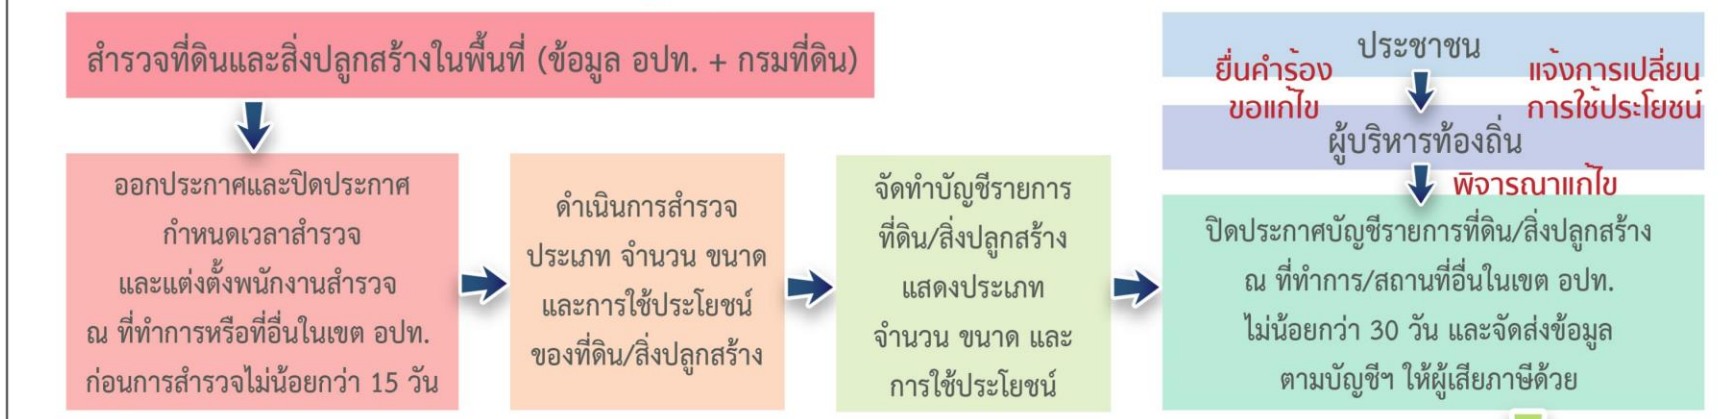 สำรวจที่ดินและสิ่งปลูกสร้างในพื้นที่ (ข้อมูล อปท. + กรมที่ดิน)
ออกประกาศและปิดประกาศ
กำหนดเวลาสำรวจ
และแต่งตั้งพนักงานสำรวจ
ณ ที่ทำการหรือที่อื่นในเขต อปท.
ก่อนการสำรวจไม่น้อยกว่า 15 วัน
ดำเนินการสำรวจ
ประเภท จำนวน ขนาด
และการใช้ประโยชน์
ของที่ดิน/สิ่งปลูกสร้าง
จัดทำบัญชีรายการ
ที่ดิน/สิ่งปลูกสร้าง
แสดงประเภท
จำนวน ขนาด และ
การใช้ประโยชน์
ประชาชน
ยื่นคำร้อง
ขอแก้ไข
แจ้งการเปลี่ยน
การใช้ประโยชน์
ผู้บริหารท้องถิ่น
พิจารณาแก้ไข
ปิดประกาศบัญชีรายการที่ดิน/สิ่งปลูกสร้าง
ณ ที่ทำการ/สถานที่อื่นในเขต อปท.
ไม่น้อยกว่า 30 วัน และจัดส่งข้อมูล
ตามบัญชีฯ ให้ผู้เสียภาษีด้วย